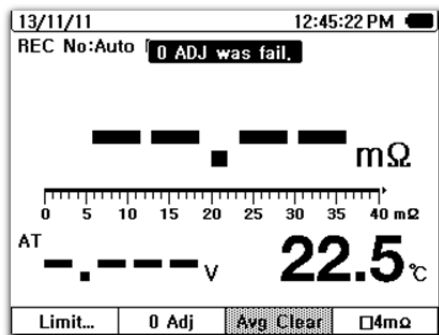 13/11/11 12:45:22 PM
REC No:Auto
0 ADJ was fail.
--.-- mΩ
0 5 10 15 20 25 30 35 40 mΩ
AT
-.--- V 22.5 ℃
Limit... 0 Adj Avg Clear □4mΩ